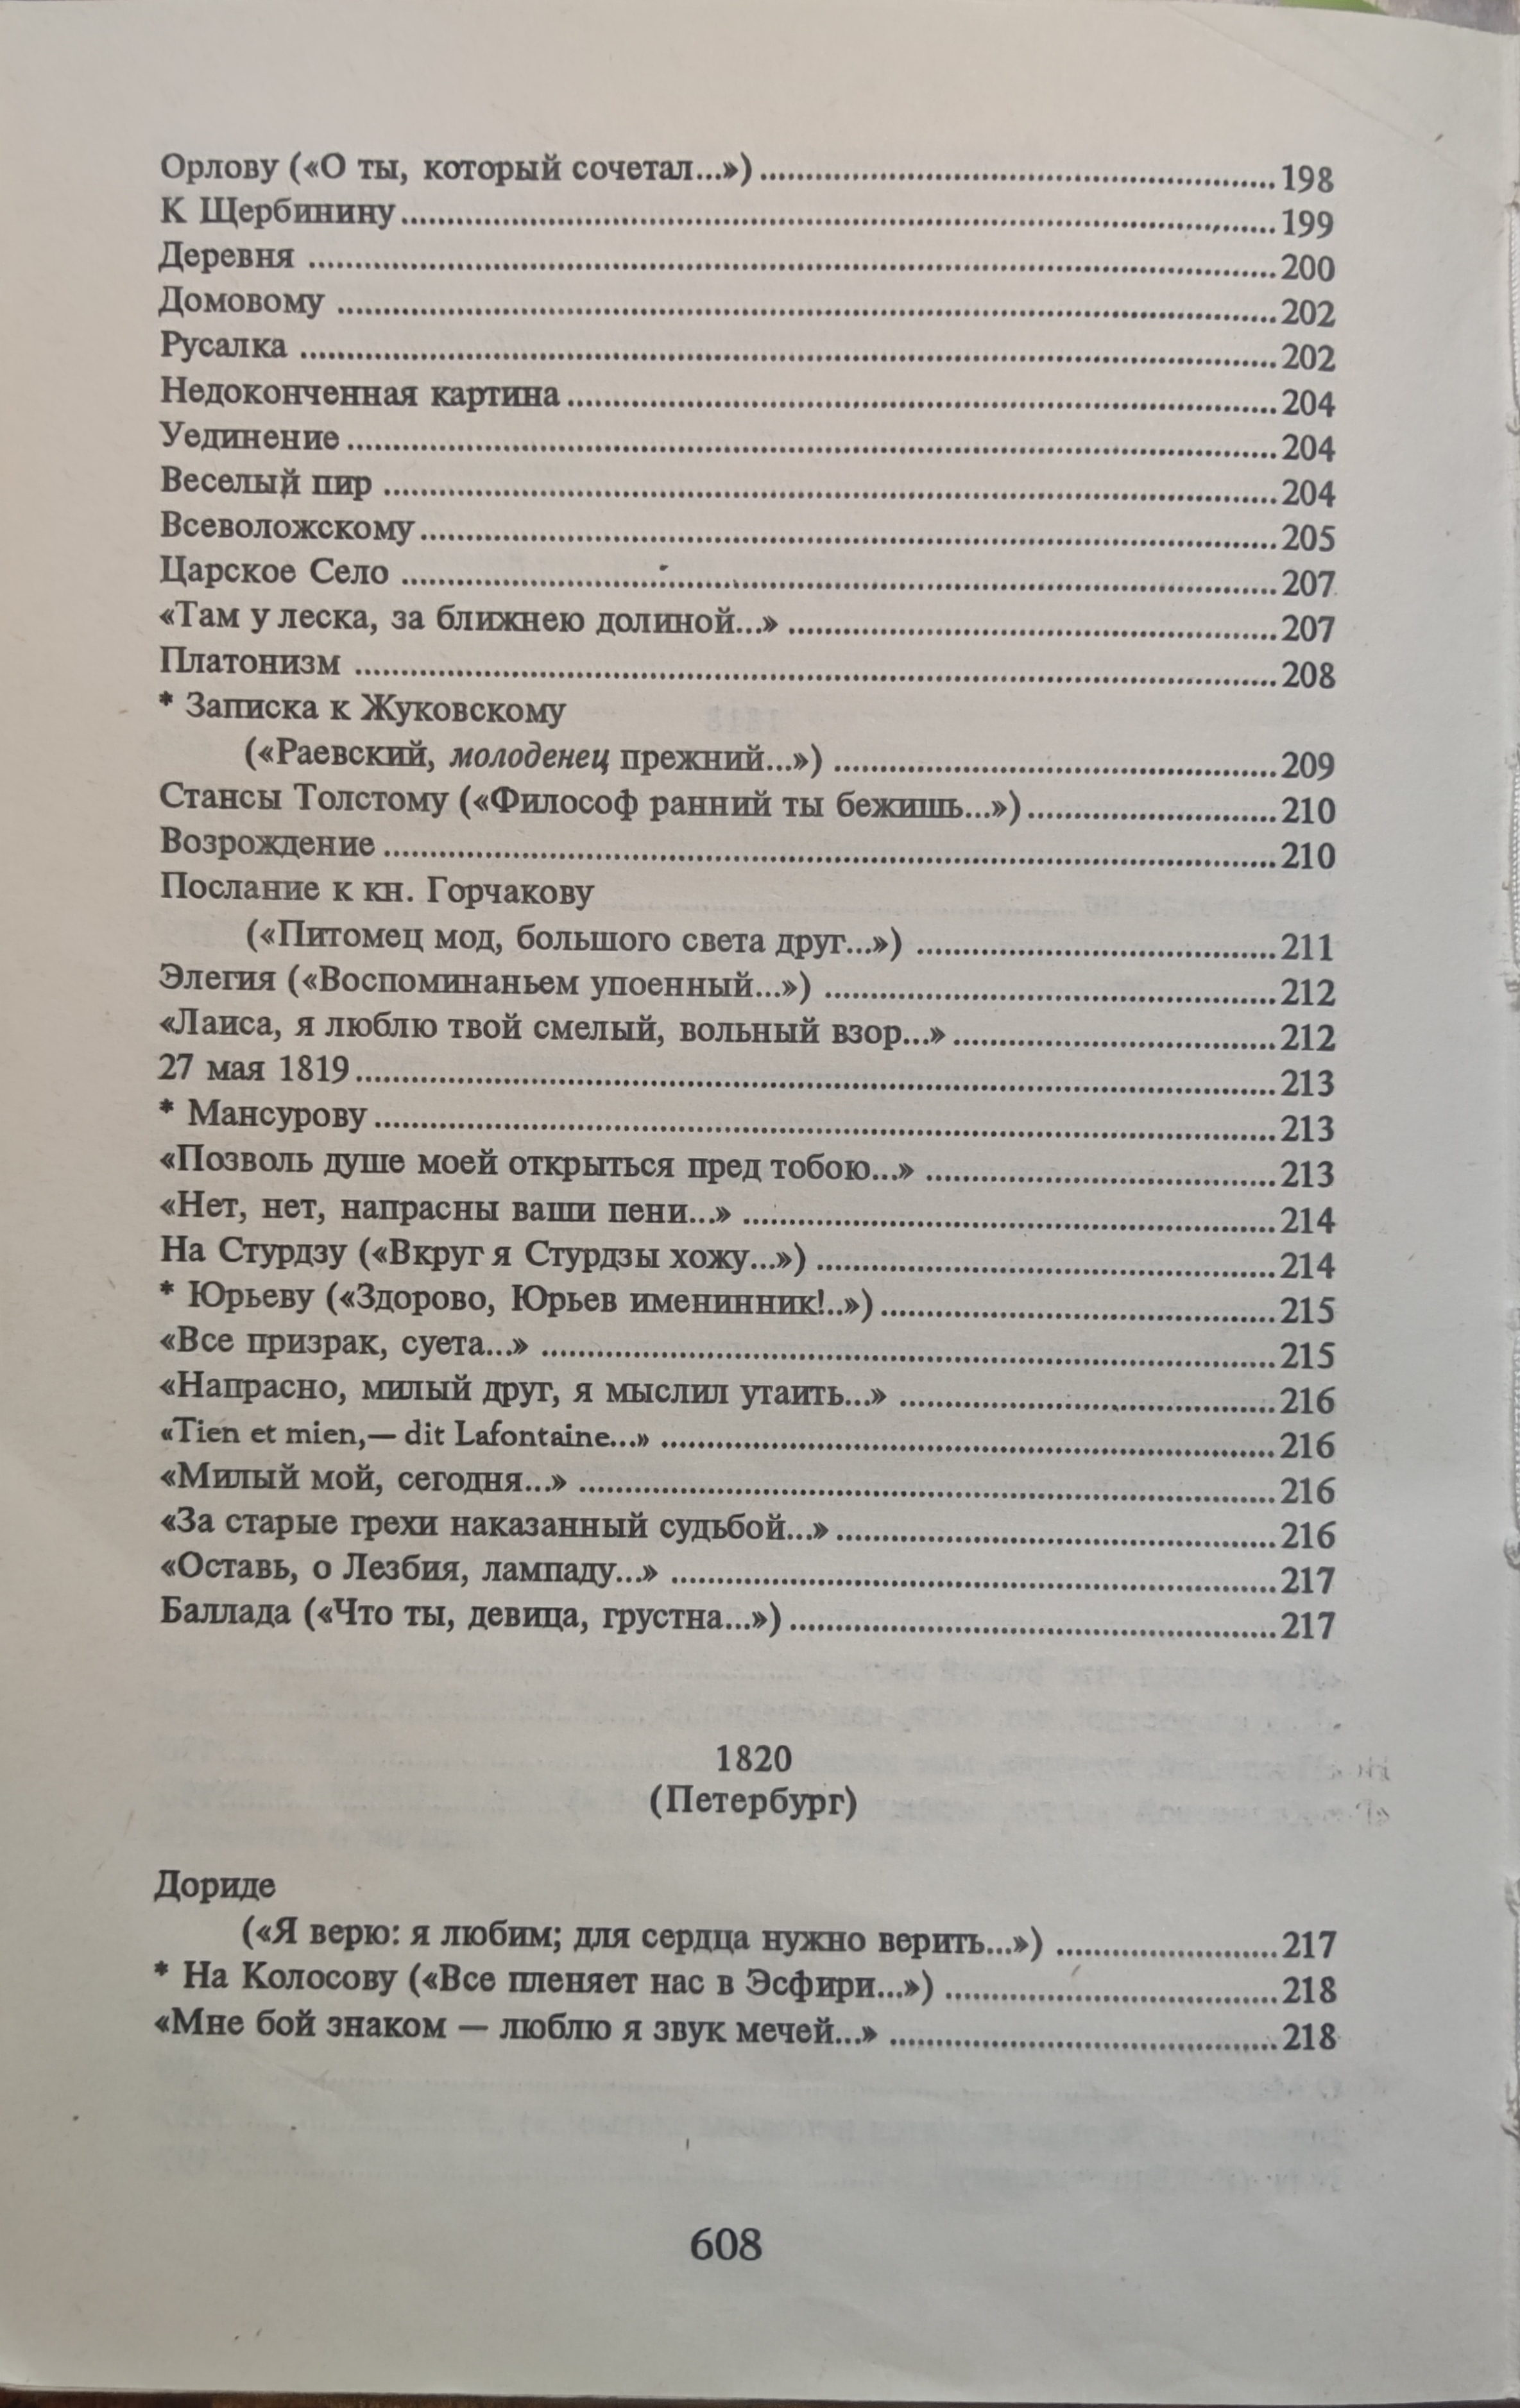 Орлову («О ты, который сочетал...»)........198
К Щербинину........199
Деревня ........200
Домовому ........202
Русалка ........202
Недоконченная картина........204
Уединение........204
Веселый пир ........204
Всеволожскому........205
Царское Село ........207
«Там у леска, за ближнею долиной...» ........207
Платонизм ........208
* Записка к Жуковскому
(«Раевский, молоденец прежний...») ........209
Стансы Толстому («Философ ранний ты бежишь...»)........210
Возрождение........210
Послание к кн. Горчакову
(«Питомец мод, большого света друг...») ........211
Элегия («Воспоминаньем упоенный...») ........212
«Лаиса, я люблю твой смелый, вольный взор...»........212
27 мая 1819........213
* Мансурову........213
«Позволь душе моей открыться пред тобою...» ........213
«Нет, нет, напрасны ваши пени...» ........214
На Стурдзу («Вкруг я Стурдзы хожу...») ........214
* Юрьеву («Здорово, Юрьев именинник!..»)........215
«Все призрак, суета...» ........215
«Напрасно, милый друг, я мыслил утаить...» ........216
«Tien et mien,— dit Lafontaine...» ........216
«Милый мой, сегодня...» ........216
«За старые грехи наказанный судьбой...»........216
«Оставь, о Лезбия, лампаду...» ........217
Баллада («Что ты, девица, грустна...»)........217
1820
(Петербург)
Дориде
(«Я верю: я любим; для сердца нужно верить...») ........217
* На Колосову («Все пленяет нас в Эсфири...») ........218
«Мне бой знаком — люблю я звук мечей...» ........218
608